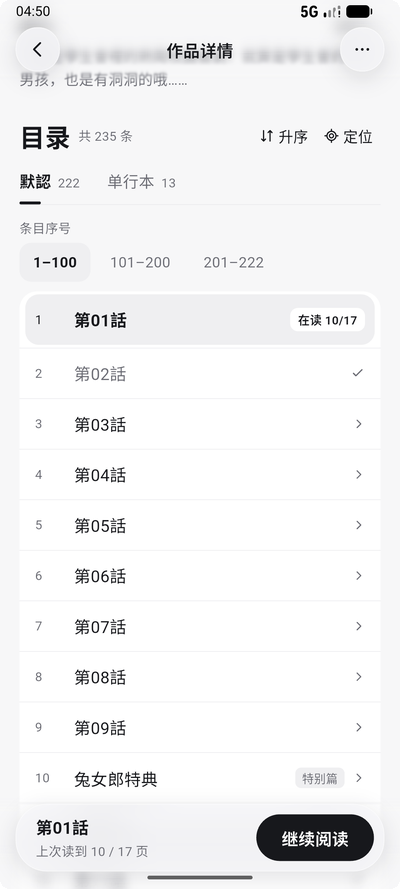 04:50
5G
作品详情
男孩，也是有洞洞的哦……
目录 共 235 条 升序 定位
默認 222 单行本 13
条目序号
1–100 101–200 201–222
1 第01話 在读 10/17
2 第02話
3 第03話
4 第04話
5 第05話
6 第06話
7 第07話
8 第08話
9 第09話
10 兔女郎特典 特别篇
第01話
上次读到 10 / 17 页
继续阅读